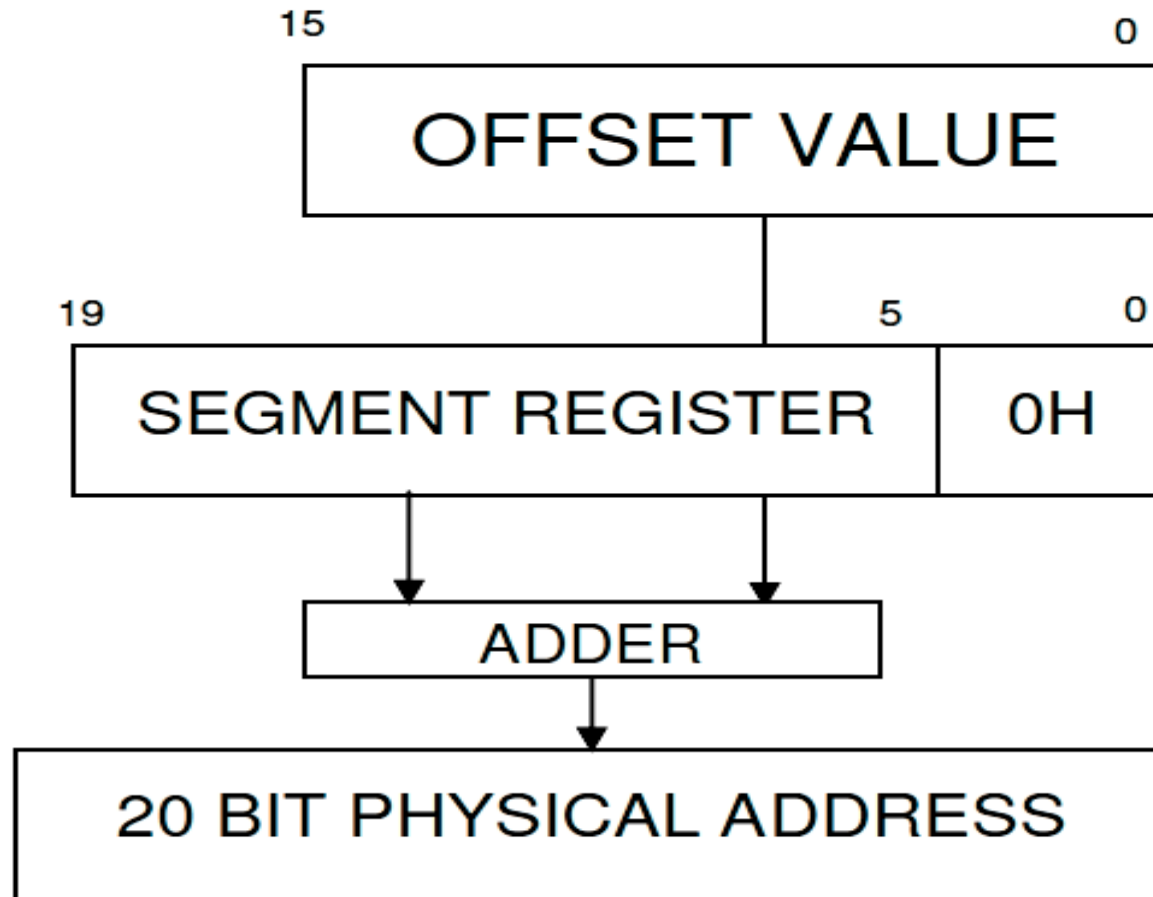 15 0
OFFSET VALUE
19 5 0
SEGMENT REGISTER 0H
ADDER
20 BIT PHYSICAL ADDRESS